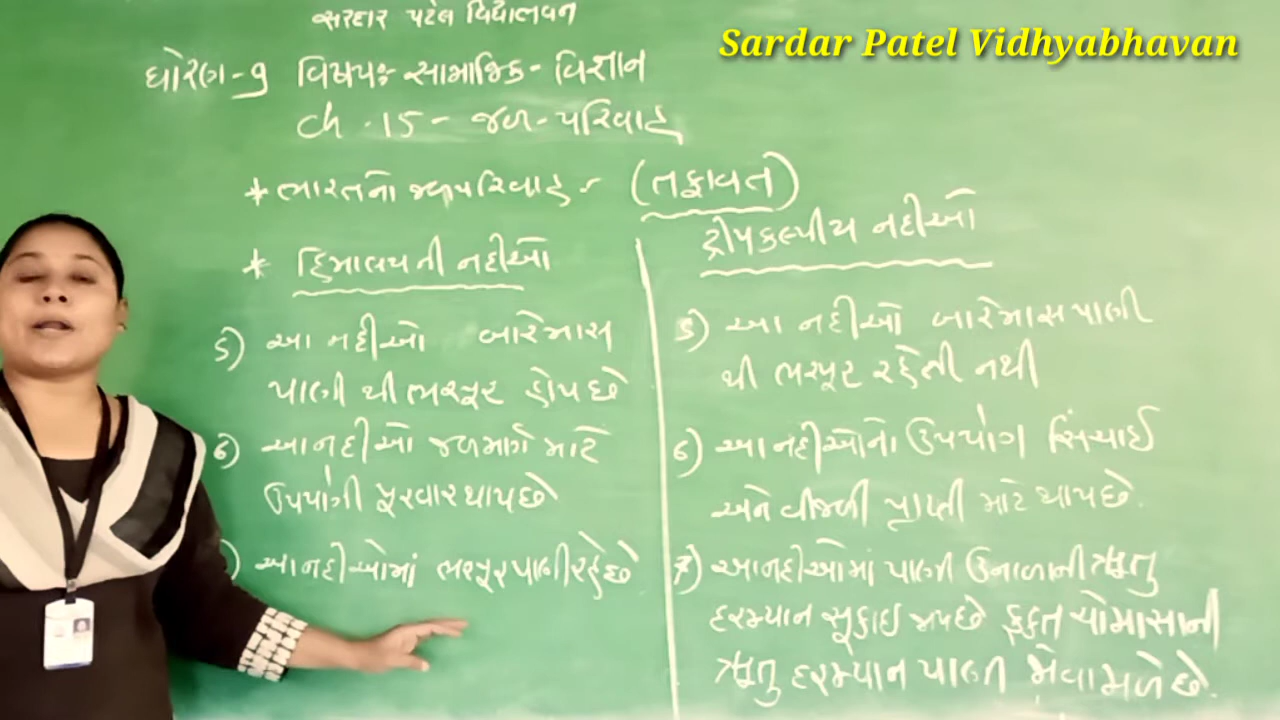 સરદાર પટેલ વિદ્યાભવન
Sardar Patel Vidhyabhavan
ધોરણ-9 વિષયઃ- સામાજિક-વિજ્ઞાન
ch.15 - જળ-પરિવાહ
* ભારતનો જળપરિવાહ :- (તફાવત)
* હિમાલયની નદીઓ
5) આ નદીઓ બારેમાસ
પાણી થી ભરપૂર હોય છે
6) આ નદીઓ જળમાર્ગ માટે
ઉપયોગી પૂરવાર થાય છે
) આ નદીઓમાં ભરપૂર પાણી રહે છે
દ્વીપકલ્પીય નદીઓ
5) આ નદીઓ બારેમાસ પાણી
થી ભરપૂર રહેતી નથી
6) આ નદીઓનો ઉપયોગ સિંચાઈ
અને વીજળી પ્રાપ્તી માટે થાય છે.
7) આ નદીઓમાં પાણી ઉનાળાની ઋતુ
દરમ્યાન સૂકાઇ જાય છે ફક્ત ચોમાસાની
ઋતુ દરમ્યાન પાણી જોવા મળે છે.